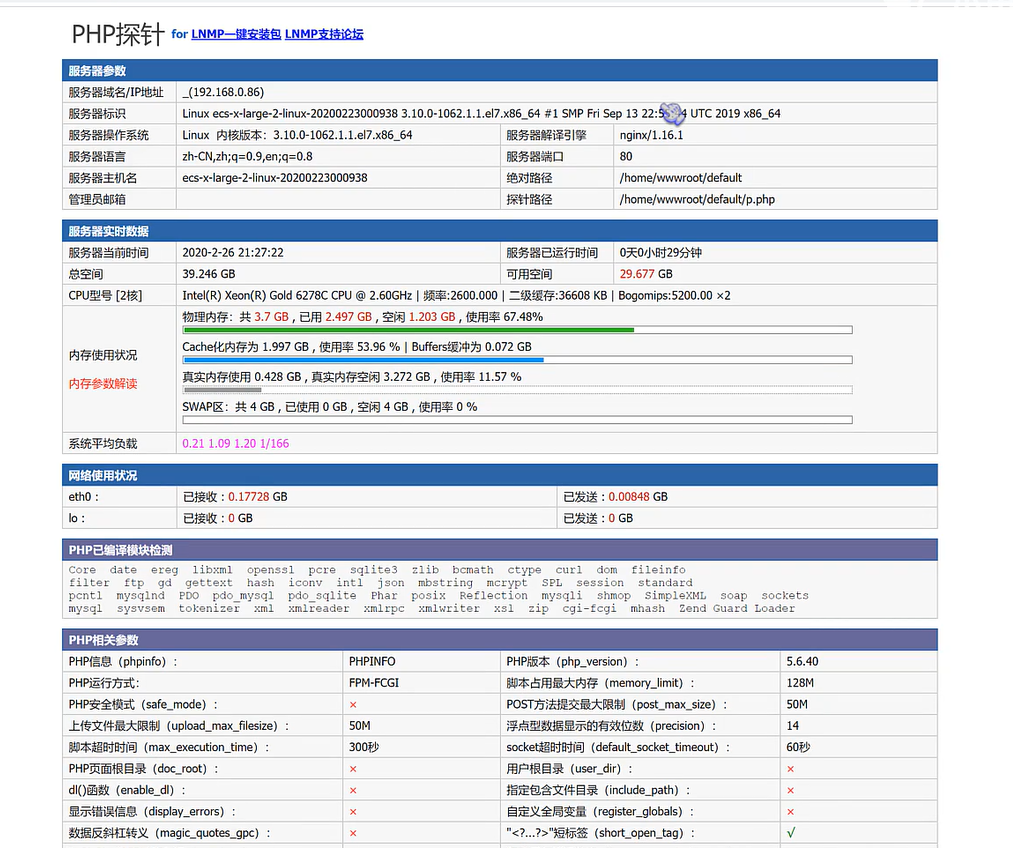 PHP探针 for LNMP一键安装包 LNMP支持论坛
服务器参数
服务器域名/IP地址 _(192.168.0.86)
服务器标识 Linux ecs-x-large-2-linux-20200223000938 3.10.0-1062.1.1.el7.x86_64 #1 SMP Fri Sep 13 UTC 2019 x86_64
服务器操作系统 Linux 内核版本：3.10.0-1062.1.1.el7.x86_64 服务器解译引擎 nginx/1.16.1
服务器语言 zh-CN,zh;q=0.9,en;q=0.8 服务器端口 80
服务器主机名 ecs-x-large-2-linux-20200223000938 绝对路径 /home/wwwroot/default
管理员邮箱 探针路径 /home/wwwroot/default/p.php
服务器实时数据
服务器当前时间 2020-2-26 21:27:22 服务器已运行时间 0天0小时29分钟
总空间 39.246 GB 可用空间 29.677 GB
CPU型号 [2核] Intel(R) Xeon(R) Gold 6278C CPU @ 2.60GHz | 频率:2600.000 | 二级缓存:36608 KB | Bogomips:5200.00 ×2
内存使用状况
内存参数解读
物理内存：共 3.7 GB , 已用 2.497 GB , 空闲 1.203 GB , 使用率 67.48%
Cache化内存为 1.997 GB , 使用率 53.96 % | Buffers缓冲为 0.072 GB
真实内存使用 0.428 GB , 真实内存空闲 3.272 GB , 使用率 11.57 %
SWAP区：共 4 GB , 已使用 0 GB , 空闲 4 GB , 使用率 0 %
系统平均负载 0.21 1.09 1.20 1/166
网络使用状况
eth0 : 已接收 : 0.17728 GB 已发送 : 0.00848 GB
lo : 已接收 : 0 GB 已发送 : 0 GB
PHP已编译模块检测
Core date ereg libxml openssl pcre sqlite3 zlib bcmath ctype curl dom fileinfo
filter ftp gd gettext hash iconv intl json mbstring mcrypt SPL session standard
pcntl mysqlnd PDO pdo_mysql pdo_sqlite Phar posix Reflection mysqli shmop SimpleXML soap sockets
mysql sysvsem tokenizer xml xmlreader xmlrpc xmlwriter xsl zip cgi-fcgi mhash Zend Guard Loader
PHP相关参数
PHP信息（phpinfo）: PHPINFO PHP版本（php_version）: 5.6.40
PHP运行方式: FPM-FCGI 脚本占用最大内存（memory_limit）: 128M
PHP安全模式（safe_mode）: × POST方法提交最大限制（post_max_size）: 50M
上传文件最大限制（upload_max_filesize）: 50M 浮点型数据显示的有效位数（precision）: 14
脚本超时时间（max_execution_time）: 300秒 socket超时时间（default_socket_timeout）: 60秒
PHP页面根目录（doc_root）: × 用户根目录（user_dir）: ×
dl()函数（enable_dl）: × 指定包含文件目录（include_path）: ×
显示错误信息（display_errors）: × 自定义全局变量（register_globals）: ×
数据反斜杠转义（magic_quotes_gpc）: × "<?...?>"短标签（short_open_tag）: √